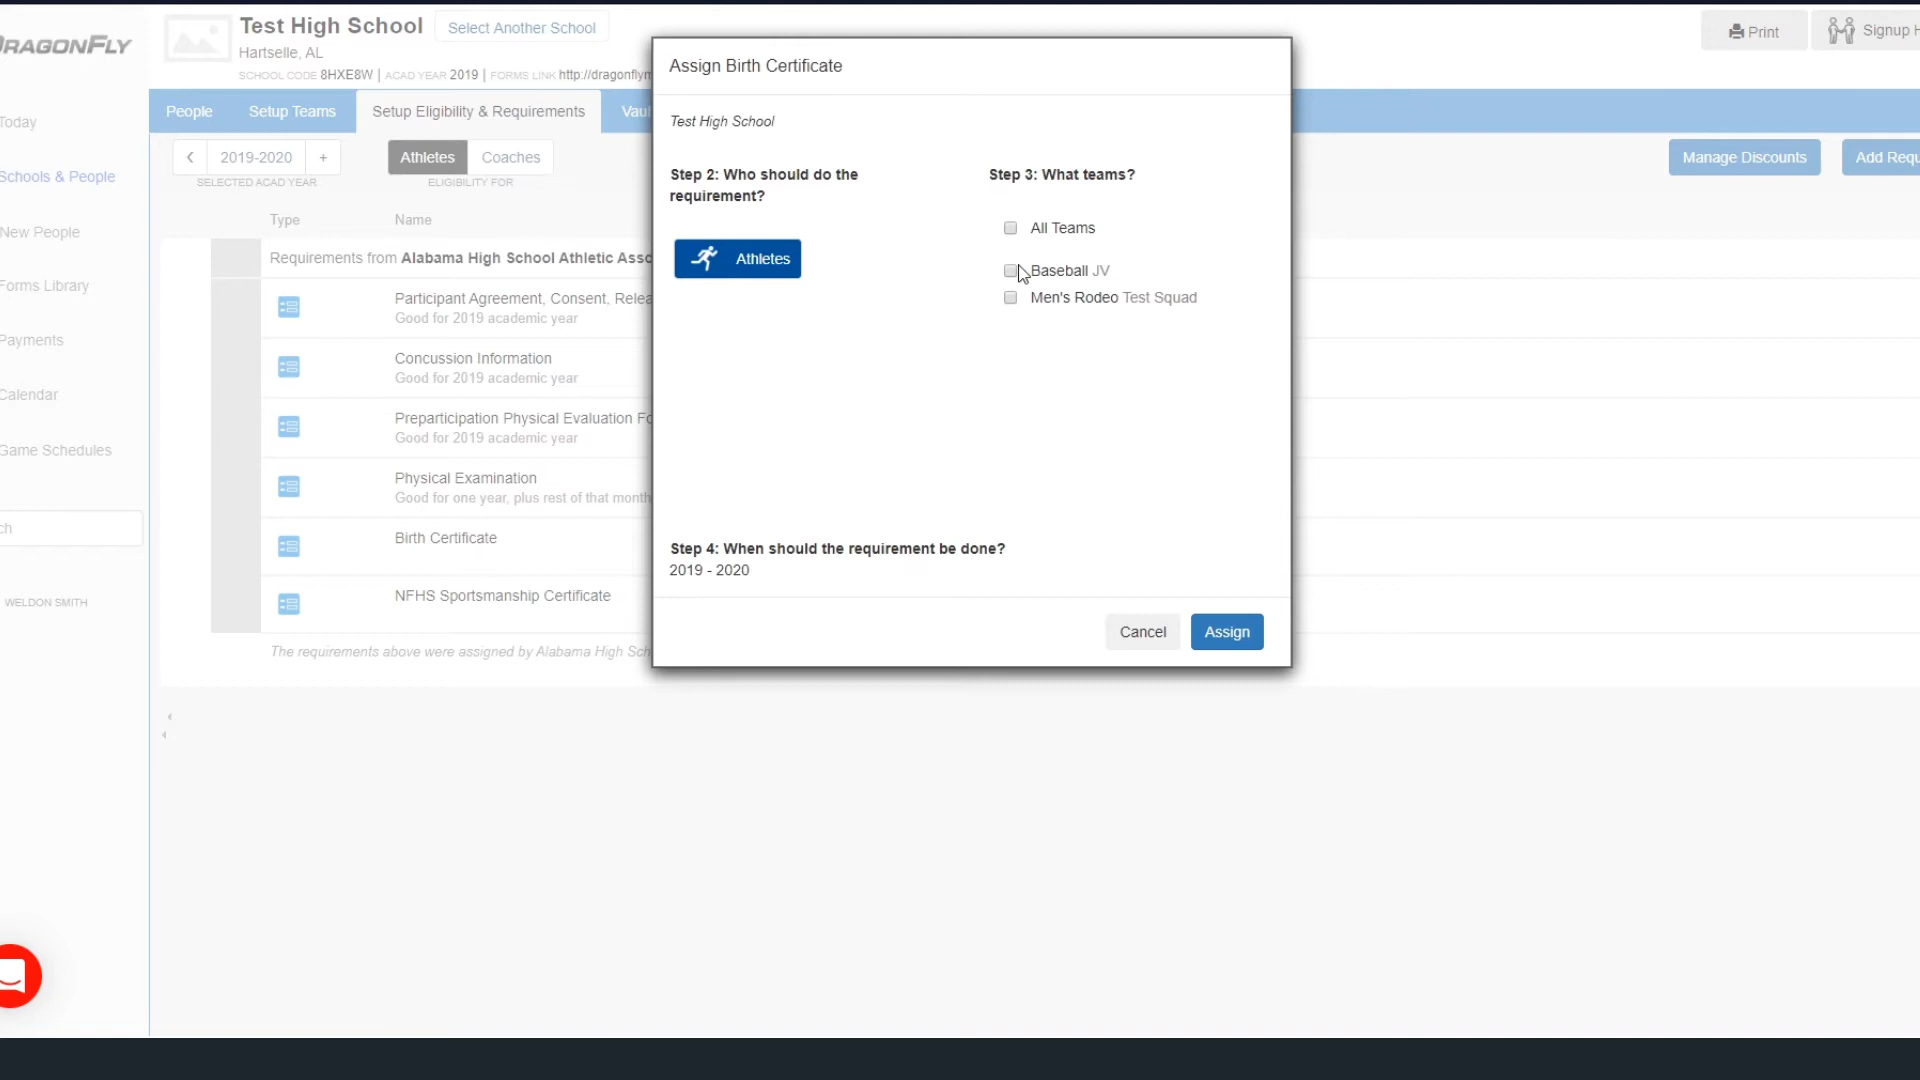 DRAGONFLY
Test High School
Select Another School
Hartselle, AL
SCHOOL CODE 8HXE8W | ACAD YEAR 2019 | FORMS LINK http://dragonflym
Print
Signup H
People
Setup Teams
Setup Eligibility & Requirements
Vaul
Today
Schools & People
New People
Forms Library
Payments
Calendar
Game Schedules
ch
WELDON SMITH
2019-2020
+
SELECTED ACAD YEAR
Athletes
Coaches
ELIGIBILITY FOR
Manage Discounts
Add Requ
Type
Name
Requirements from Alabama High School Athletic Asso
Participant Agreement, Consent, Relea
Good for 2019 academic year
Concussion Information
Good for 2019 academic year
Preparticipation Physical Evaluation Fo
Good for 2019 academic year
Physical Examination
Good for one year, plus rest of that month
Birth Certificate
NFHS Sportsmanship Certificate
The requirements above were assigned by Alabama High Sch
Assign Birth Certificate
Test High School
Step 2: Who should do the
requirement?
Athletes
Step 3: What teams?
All Teams
Baseball JV
Men's Rodeo Test Squad
Step 4: When should the requirement be done?
2019 - 2020
Cancel
Assign